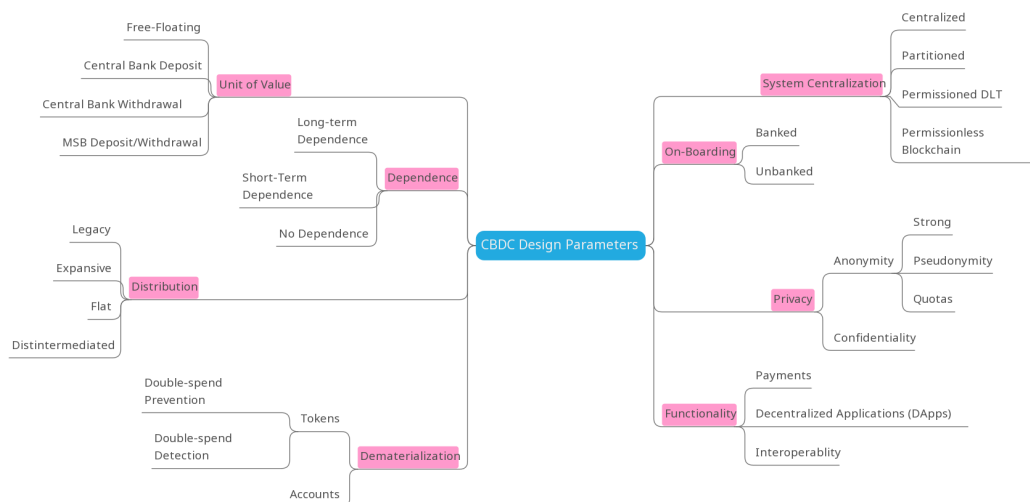 Free-Floating
Central Bank Deposit
Unit of Value
Central Bank Withdrawal
MSB Deposit/Withdrawal
Long-term
Dependence
Dependence
Short-Term
Dependence
No Dependence
Legacy
Expansive
Distribution
Flat
Distintermediated
Double-spend
Prevention
Tokens
Double-spend
Detection
Dematerialization
Accounts
CBDC Design Parameters
Centralized
System Centralization
Partitioned
Permissioned DLT
Permissionless
Blockchain
On-Boarding
Banked
Unbanked
Strong
Anonymity
Pseudonymity
Privacy
Quotas
Confidentiality
Payments
Functionality
Decentralized Applications (DApps)
Interoperablity